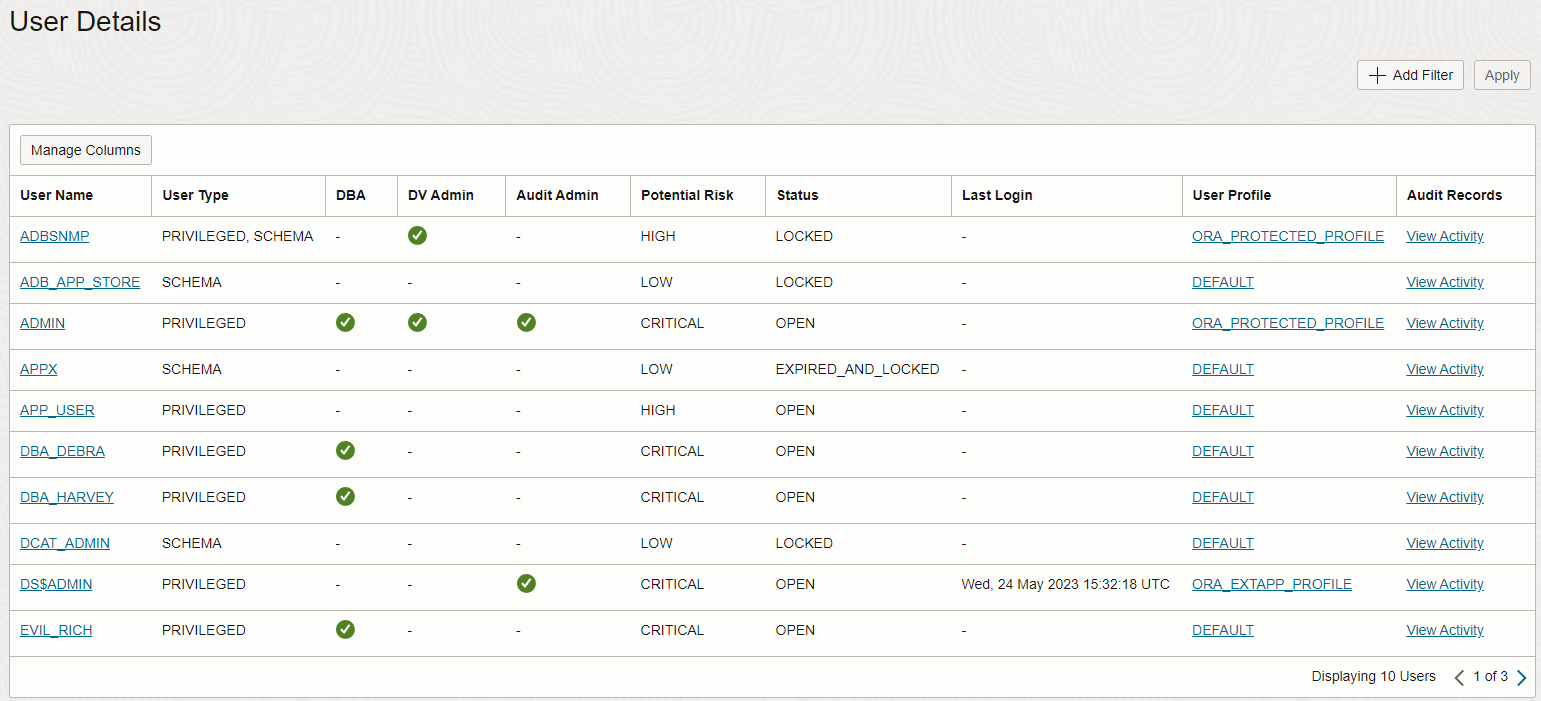 User Details
Add Filter Apply
Manage Columns
User Name User Type DBA DV Admin Audit Admin Potential Risk Status Last Login User Profile Audit Records
ADBSNMP PRIVILEGED, SCHEMA - - HIGH LOCKED - ORA_PROTECTED_PROFILE View Activity
ADB_APP_STORE SCHEMA - - - LOW LOCKED - DEFAULT View Activity
ADMIN PRIVILEGED CRITICAL OPEN - ORA_PROTECTED_PROFILE View Activity
APPX SCHEMA - - - LOW EXPIRED_AND_LOCKED - DEFAULT View Activity
APP_USER PRIVILEGED - - - HIGH OPEN - DEFAULT View Activity
DBA_DEBRA PRIVILEGED - - CRITICAL OPEN - DEFAULT View Activity
DBA_HARVEY PRIVILEGED - - CRITICAL OPEN - DEFAULT View Activity
DCAT_ADMIN SCHEMA - - - LOW LOCKED - DEFAULT View Activity
DS$ADMIN PRIVILEGED - - CRITICAL OPEN Wed, 24 May 2023 15:32:18 UTC ORA_EXTAPP_PROFILE View Activity
EVIL_RICH PRIVILEGED - - CRITICAL OPEN - DEFAULT View Activity
Displaying 10 Users 1 of 3